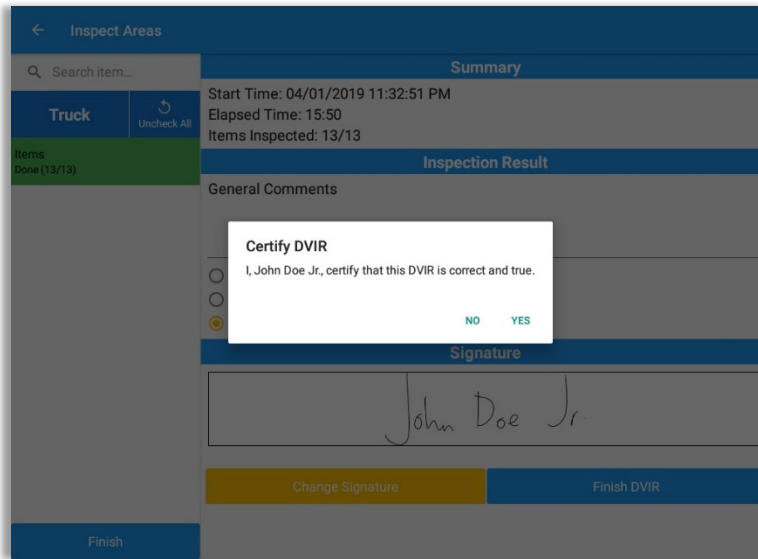 Inspect Areas
Search item...
Truck
Uncheck All
Items
Done (13/13)
Finish
Summary
Start Time: 04/01/2019 11:32:51 PM
Elapsed Time: 15:50
Items Inspected: 13/13
Inspection Result
General Comments
Certify DVIR
I, John Doe Jr., certify that this DVIR is correct and true.
NO YES
Signature
John Doe Jr.
Change Signature Finish DVIR